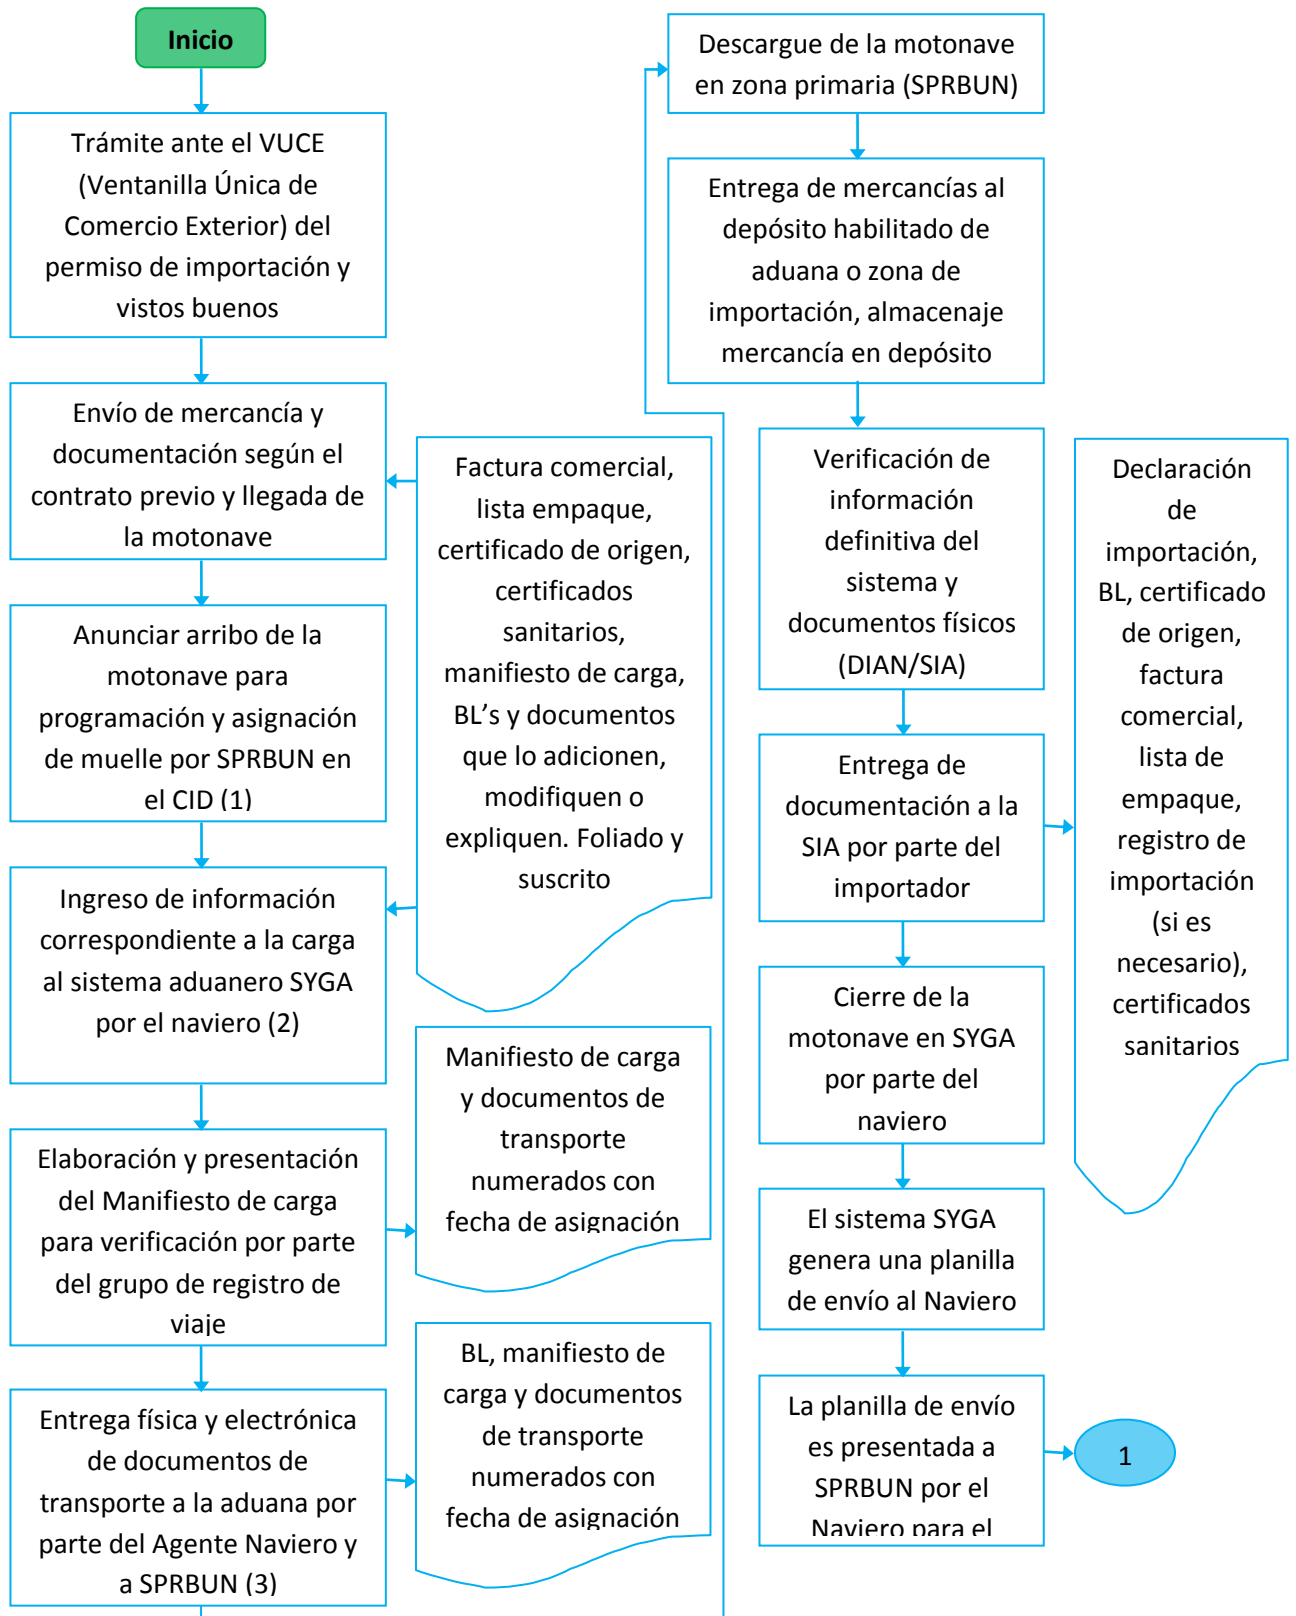 Inicio
Trámite ante el VUCE
(Ventanilla Única de
Comercio Exterior) del
permiso de importación y
vistos buenos
Envío de mercancía y
documentación según el
contrato previo y llegada de
la motonave
Anunciar arribo de la
motonave para
programación y asignación
de muelle por SPRBUN en
el CID (1)
Ingreso de información
correspondiente a la carga
al sistema aduanero SYGA
por el naviero (2)
Elaboración y presentación
del Manifiesto de carga
para verificación por parte
del grupo de registro de
viaje
Entrega física y electrónica
de documentos de
transporte a la aduana por
parte del Agente Naviero y
a SPRBUN (3)
Factura comercial,
lista empaque,
certificado de origen,
certificados
sanitarios,
manifiesto de carga,
BL’s y documentos
que lo adicionen,
modifiquen o
expliquen. Foliado y
suscrito
Manifiesto de carga
y documentos de
transporte
numerados con
fecha de asignación
BL, manifiesto de
carga y documentos
de transporte
numerados con
fecha de asignación
Descargue de la motonave
en zona primaria (SPRBUN)
Entrega de mercancías al
depósito habilitado de
aduana o zona de
importación, almacenaje
mercancía en depósito
Verificación de
información
definitiva del
sistema y
documentos físicos
(DIAN/SIA)
Entrega de
documentación a la
SIA por parte del
importador
Cierre de la
motonave en SYGA
por parte del
naviero
El sistema SYGA
genera una planilla
de envío al Naviero
La planilla de envío
es presentada a
SPRBUN por el
Naviero para el
Declaración
de
importación,
BL, certificado
de origen,
factura
comercial,
lista de
empaque,
registro de
importación
(si es
necesario),
certificados
sanitarios
1